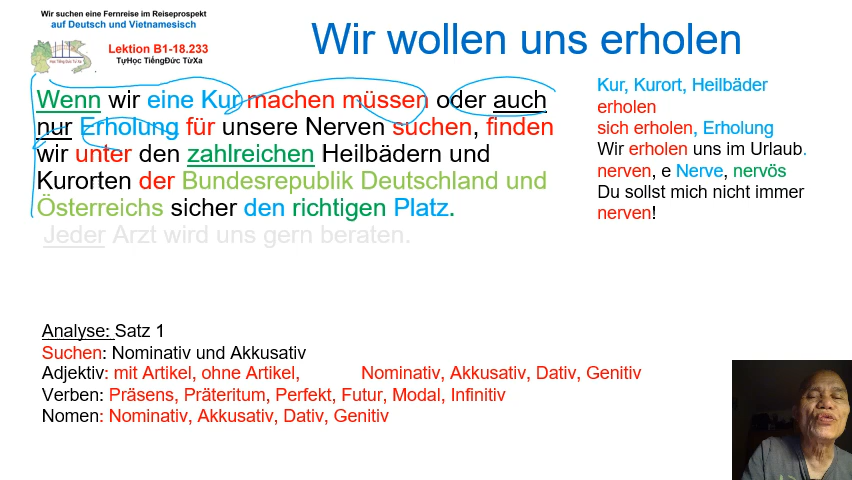 Wir suchen eine Fernreise im Reiseprospekt
auf Deutsch und Vietnamesisch
Lektion B1-18.233
TựHọc TiếngĐức TừXa
Học Tiếng Đức Từ Xa
Wir wollen uns erholen
Wenn wir eine Kur machen müssen oder auch
nur Erholung für unsere Nerven suchen, finden
wir unter den zahlreichen Heilbädern und
Kurorten der Bundesrepublik Deutschland und
Österreichs sicher den richtigen Platz.
Jeder Arzt wird uns gern beraten.
Kur, Kurort, Heilbäder
erholen
sich erholen, Erholung
Wir erholen uns im Urlaub.
nerven, e Nerve, nervös
Du sollst mich nicht immer
nerven!
Analyse: Satz 1
Suchen: Nominativ und Akkusativ
Adjektiv: mit Artikel, ohne Artikel, Nominativ, Akkusativ, Dativ, Genitiv
Verben: Präsens, Präteritum, Perfekt, Futur, Modal, Infinitiv
Nomen: Nominativ, Akkusativ, Dativ, Genitiv